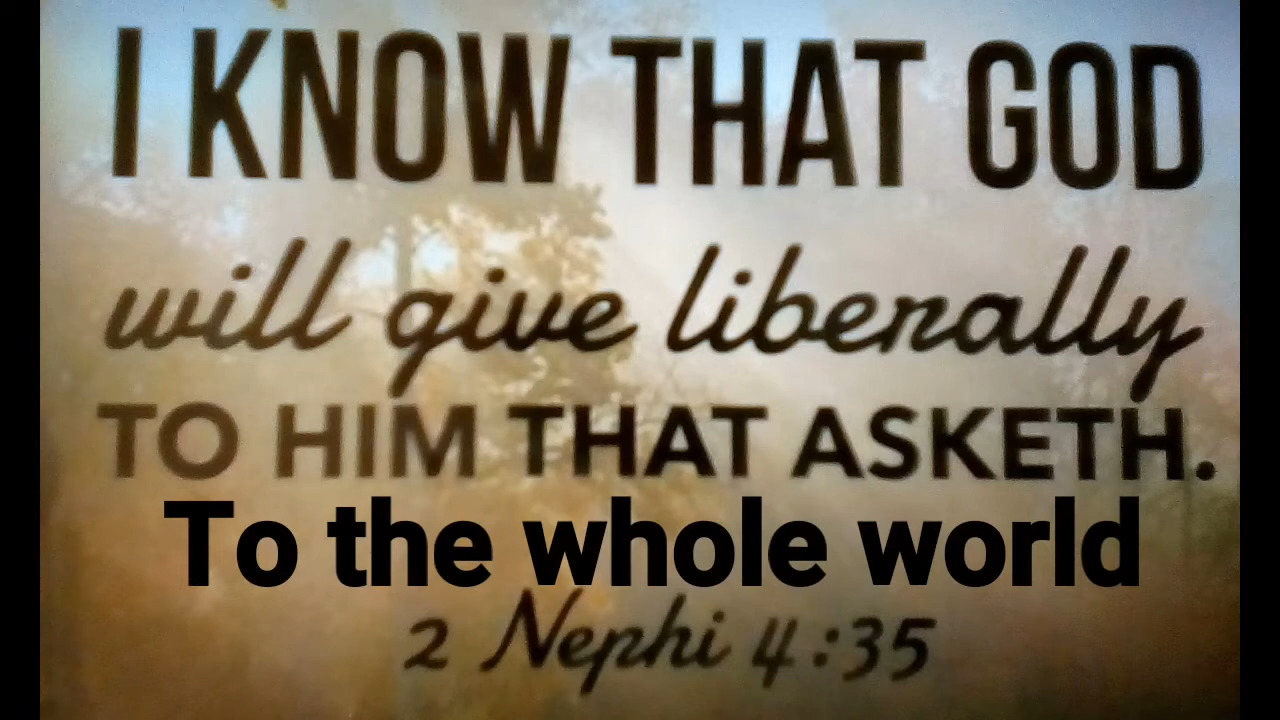 I KNOW THAT GOD
will give liberally
TO HIM THAT ASKETH.
To the whole world
2 Nephi 4:35